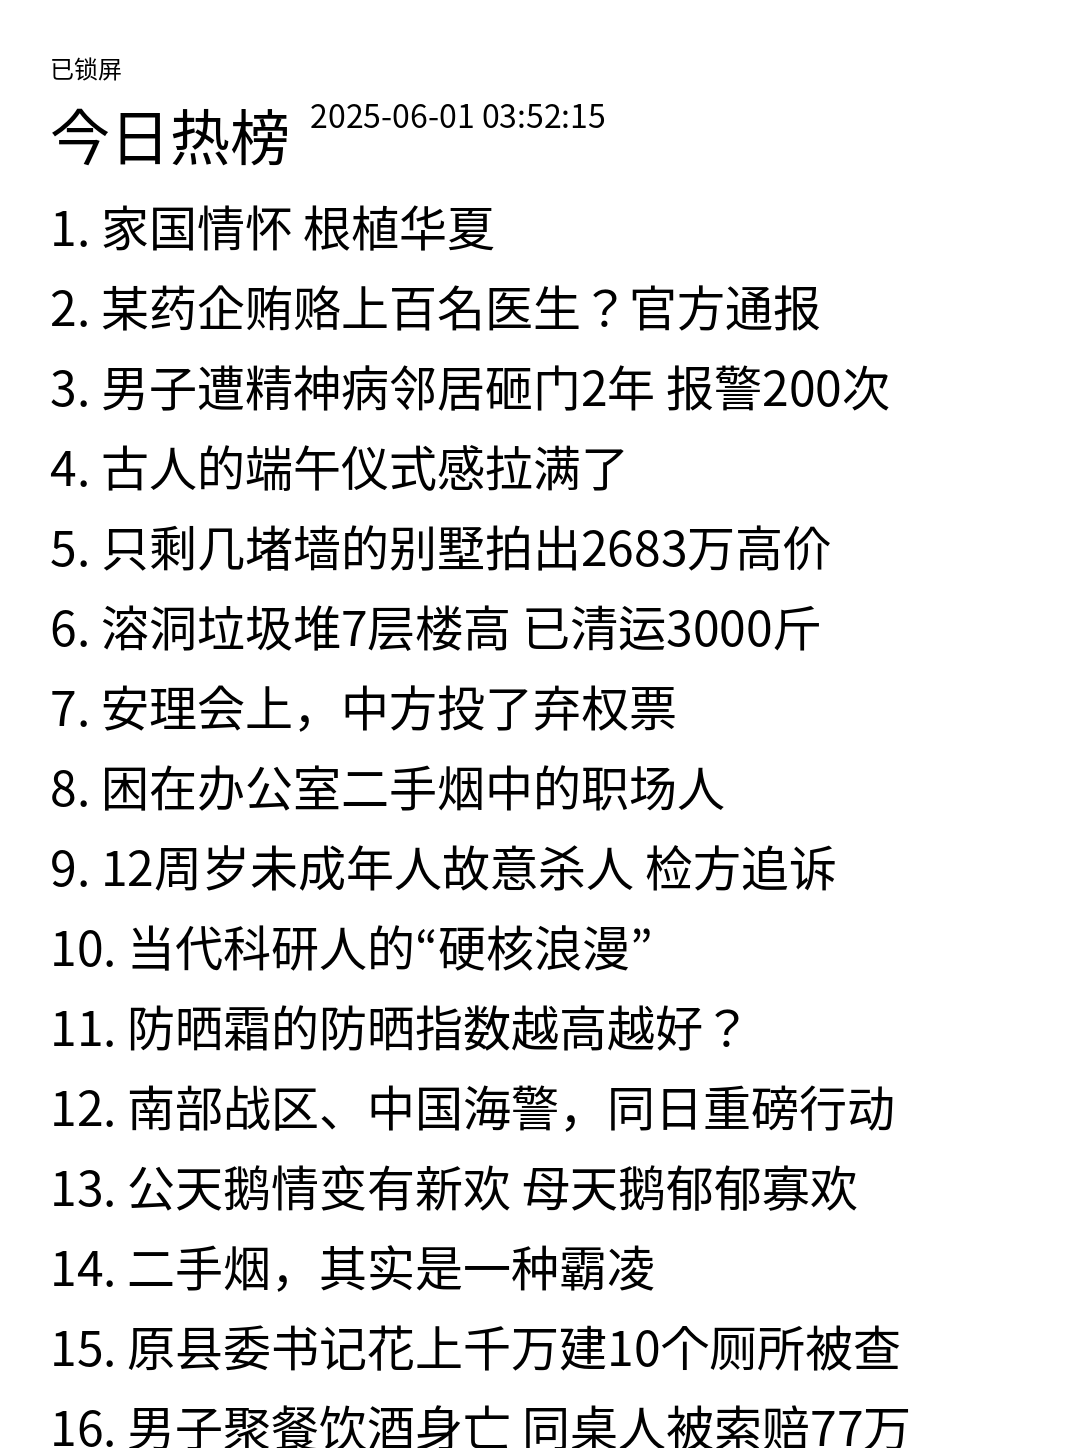 已锁屏
今日热榜 2025-06-01 03:52:15
1. 家国情怀 根植华夏
2. 某药企贿赂上百名医生？官方通报
3. 男子遭精神病邻居砸门2年 报警200次
4. 古人的端午仪式感拉满了
5. 只剩几堵墙的别墅拍出2683万高价
6. 溶洞垃圾堆7层楼高 已清运3000斤
7. 安理会上，中方投了弃权票
8. 困在办公室二手烟中的职场人
9. 12周岁未成年人故意杀人 检方追诉
10. 当代科研人的“硬核浪漫”
11. 防晒霜的防晒指数越高越好？
12. 南部战区、中国海警，同日重磅行动
13. 公天鹅情变有新欢 母天鹅郁郁寡欢
14. 二手烟，其实是一种霸凌
15. 原县委书记花上千万建10个厕所被查
16. 男子聚餐饮酒身亡 同桌人被索赔77万